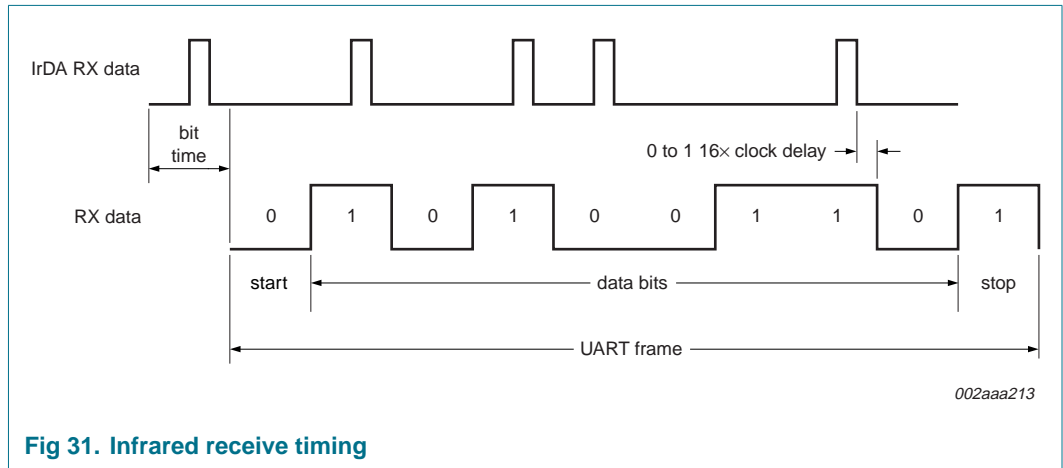 IrDA RX data
bit
time
0 to 1 16× clock delay
RX data
0 1 0 1 0 0 1 1 0 1
start data bits stop
UART frame
002aaa213
Fig 31. Infrared receive timing